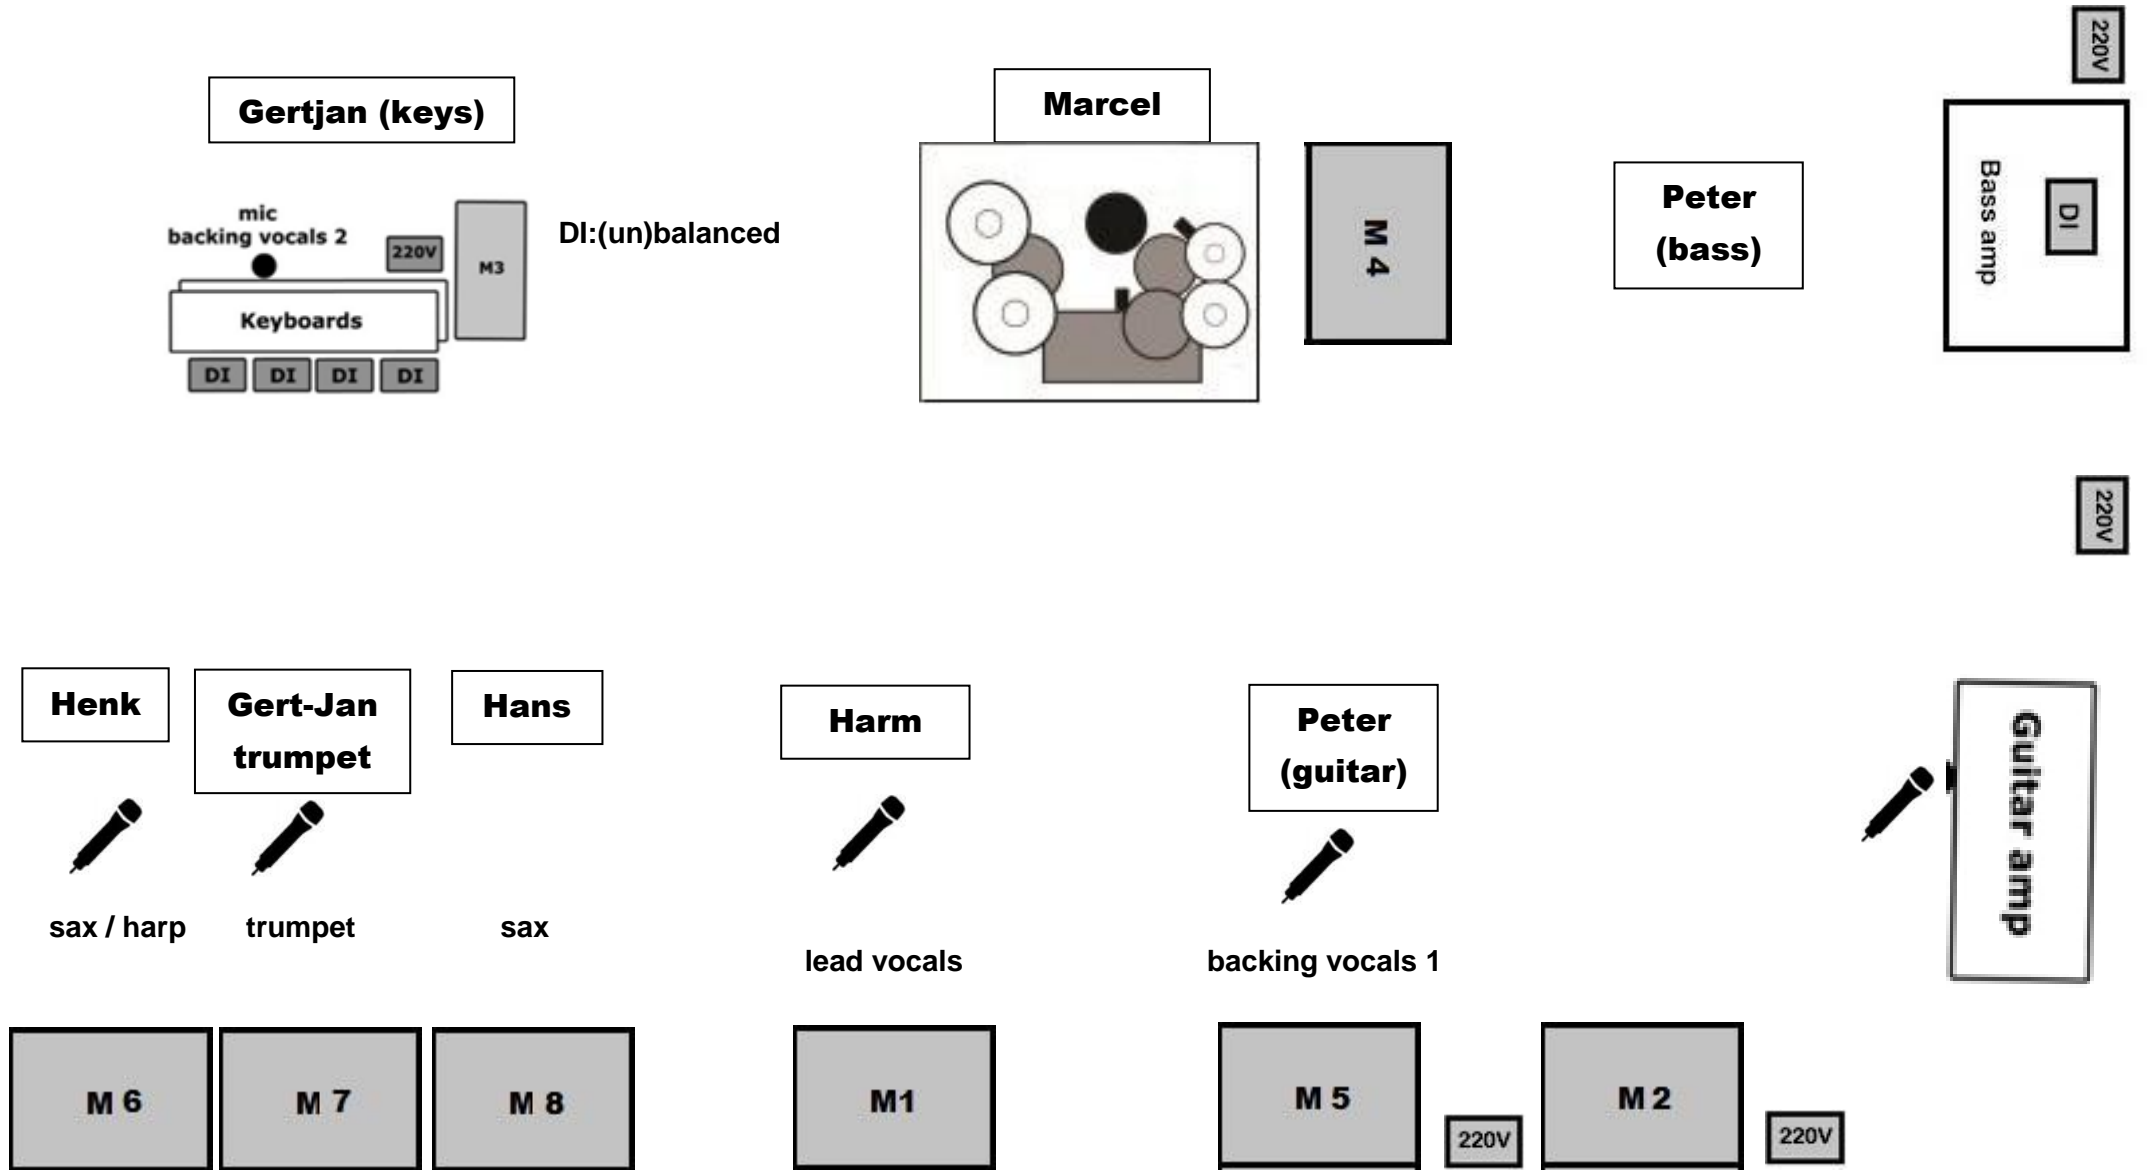 220V
Gertjan (keys)
Marcel
mic
backing vocals 2
220V
M3
DI:(un)balanced
Keyboards
DI
DI
DI
DI
M 4
Peter
(bass)
Bass amp
DI
220V
Henk
Gert-Jan
trumpet
Hans
Harm
Peter
(guitar)
Guitar amp
sax / harp
trumpet
sax
lead vocals
backing vocals 1
M 6
M 7
M 8
M1
M 5
220V
M 2
220V